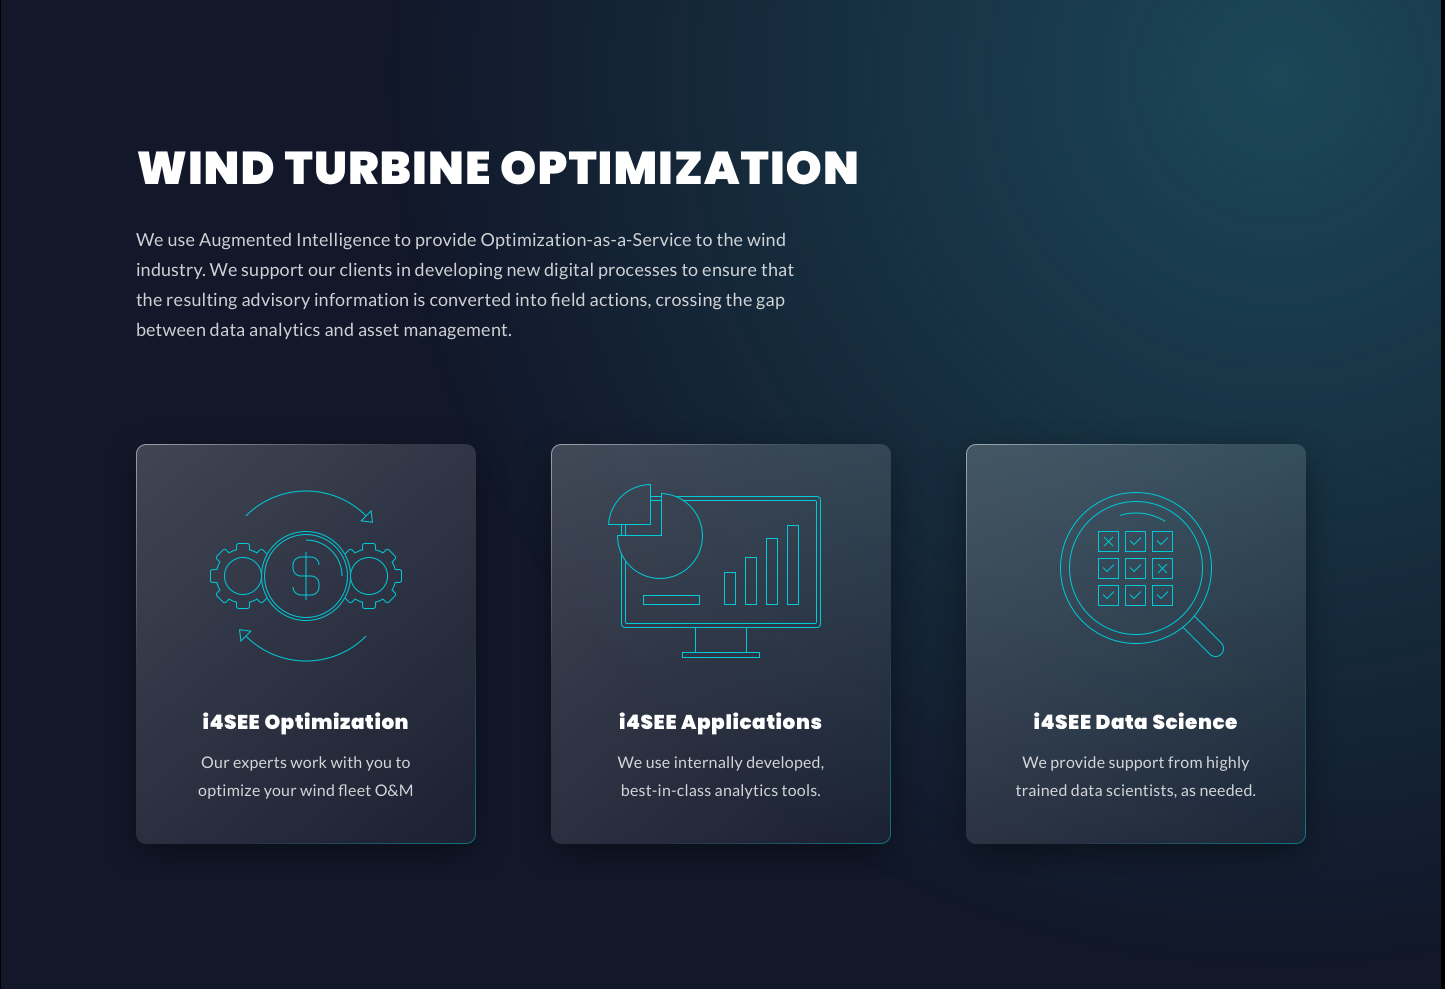 WIND TURBINE OPTIMIZATION
We use Augmented Intelligence to provide Optimization-as-a-Service to the wind
industry. We support our clients in developing new digital processes to ensure that
the resulting advisory information is converted into field actions, crossing the gap
between data analytics and asset management.
$
i4SEE Optimization
Our experts work with you to
optimize your wind fleet O&M
i4SEE Applications
We use internally developed,
best-in-class analytics tools.
i4SEE Data Science
We provide support from highly
trained data scientists, as needed.